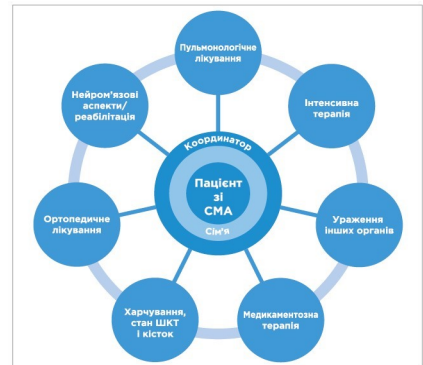 Пульмонологічне
лікування
Інтенсивна
терапія
Ураження
інших органів
Медикаментозна
терапія
Харчування,
стан ШКТ
і кісток
Ортопедичне
лікування
Нейром'язові
аспекти/
реабілітація
Координатор
Пацієнт
зі
СМА
Сім'я